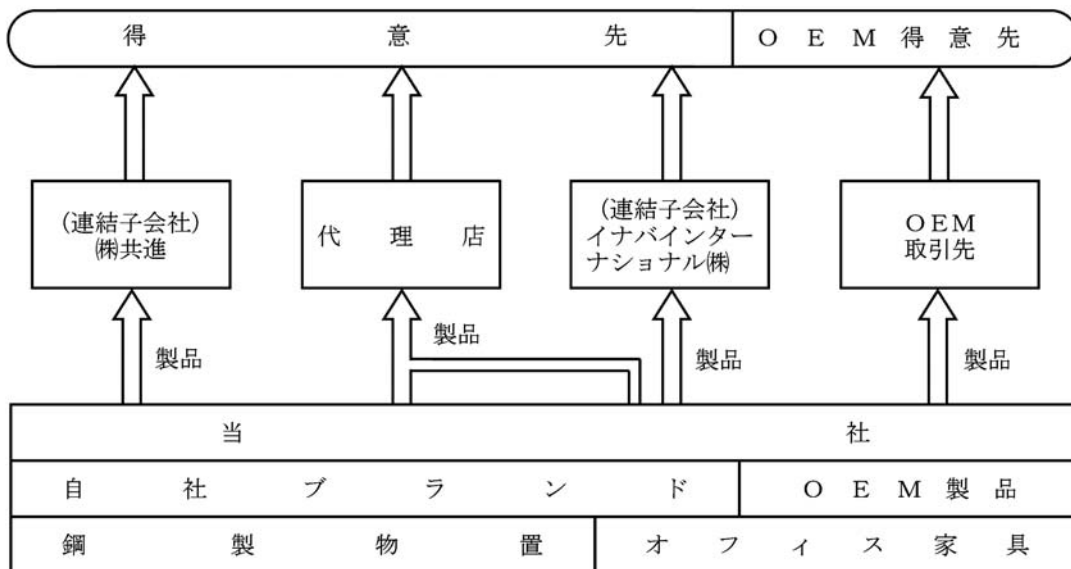 得意先
OEM得意先
(連結子会社)
㈱共進
代理店
(連結子会社)
イナバインター
ナショナル㈱
OEM
取引先
製品
製品
製品
製品
当社
自社ブランド
OEM製品
鋼製物置
オフィス家具